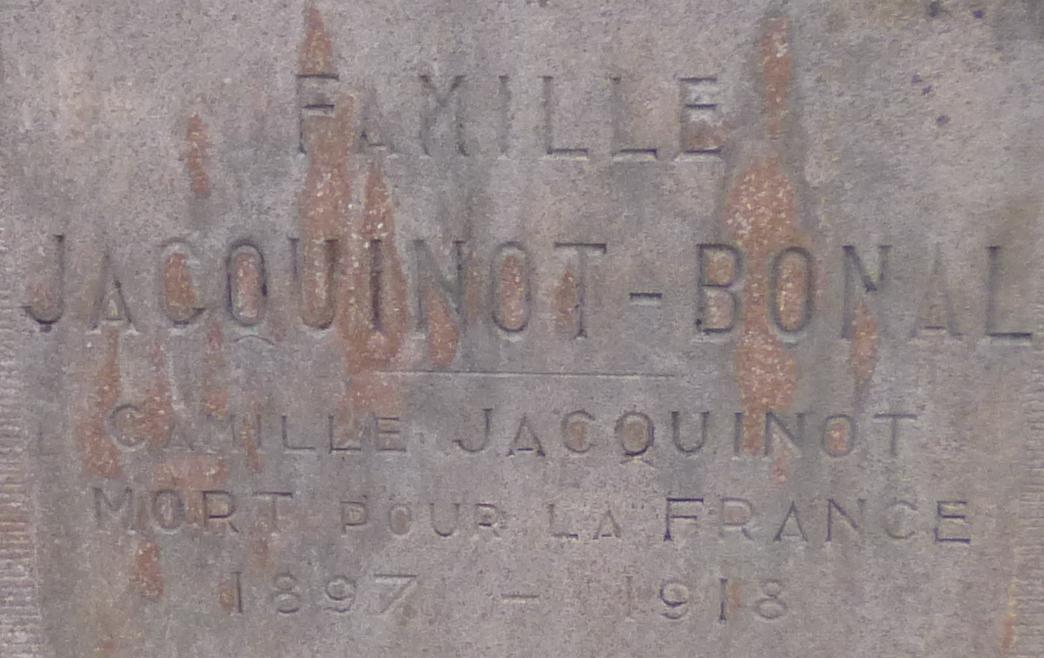 FAMILLE
JACQUINOT-BONAL
CAMILLE JACQUINOT
MORT POUR LA FRANCE
1897 - 1918